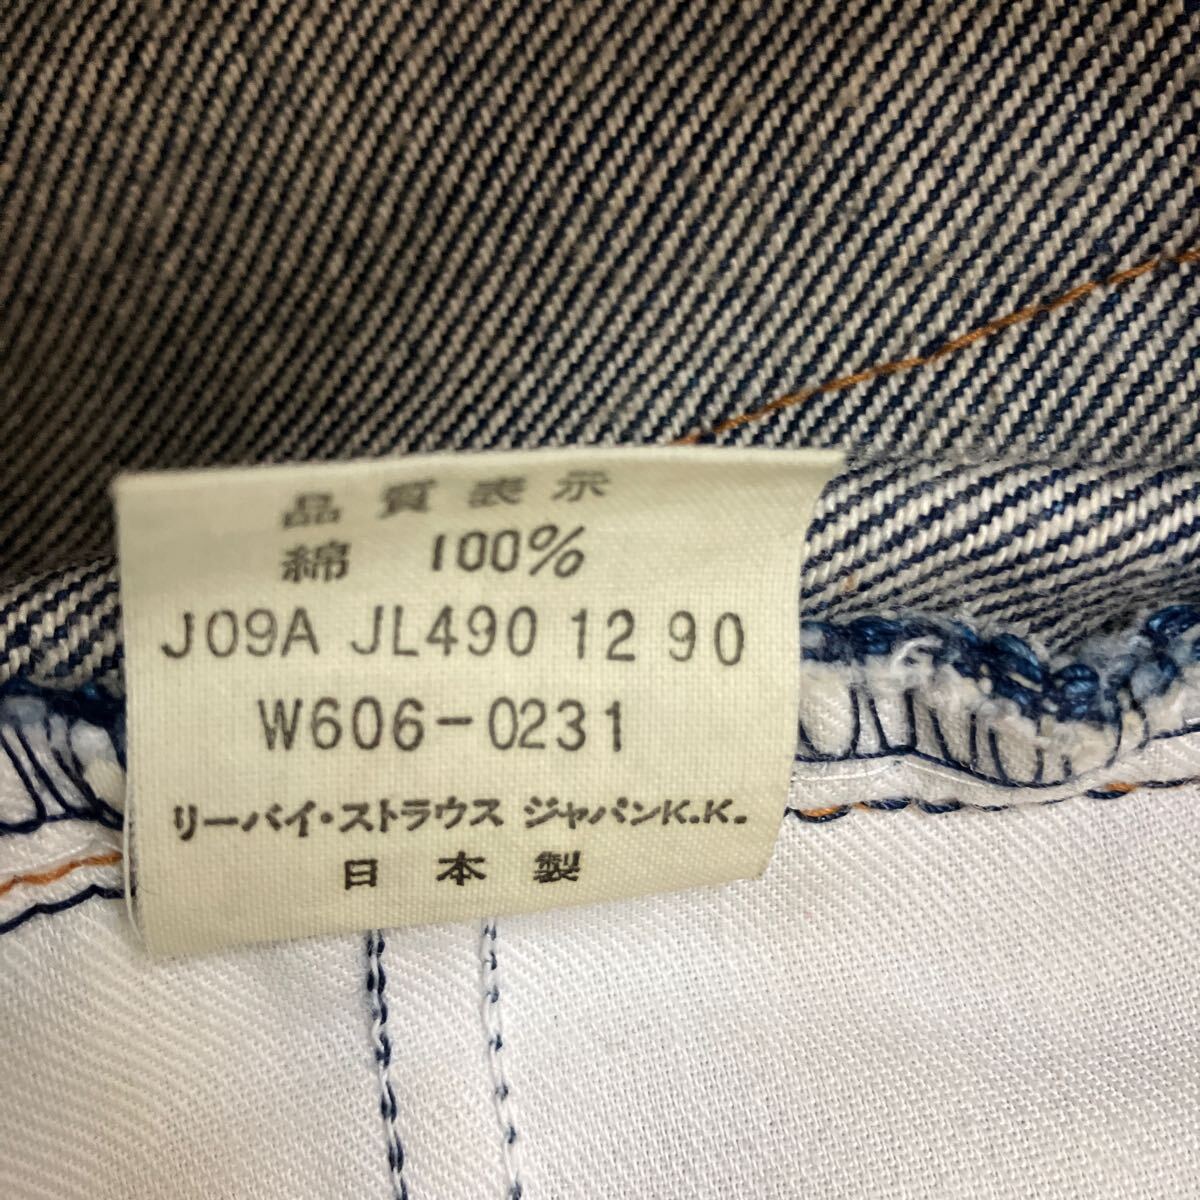 品質表示
綿 100%
J09A JL490 12 90
W606-0231
リーバイ・ストラウス ジャパンK.K.
日本製